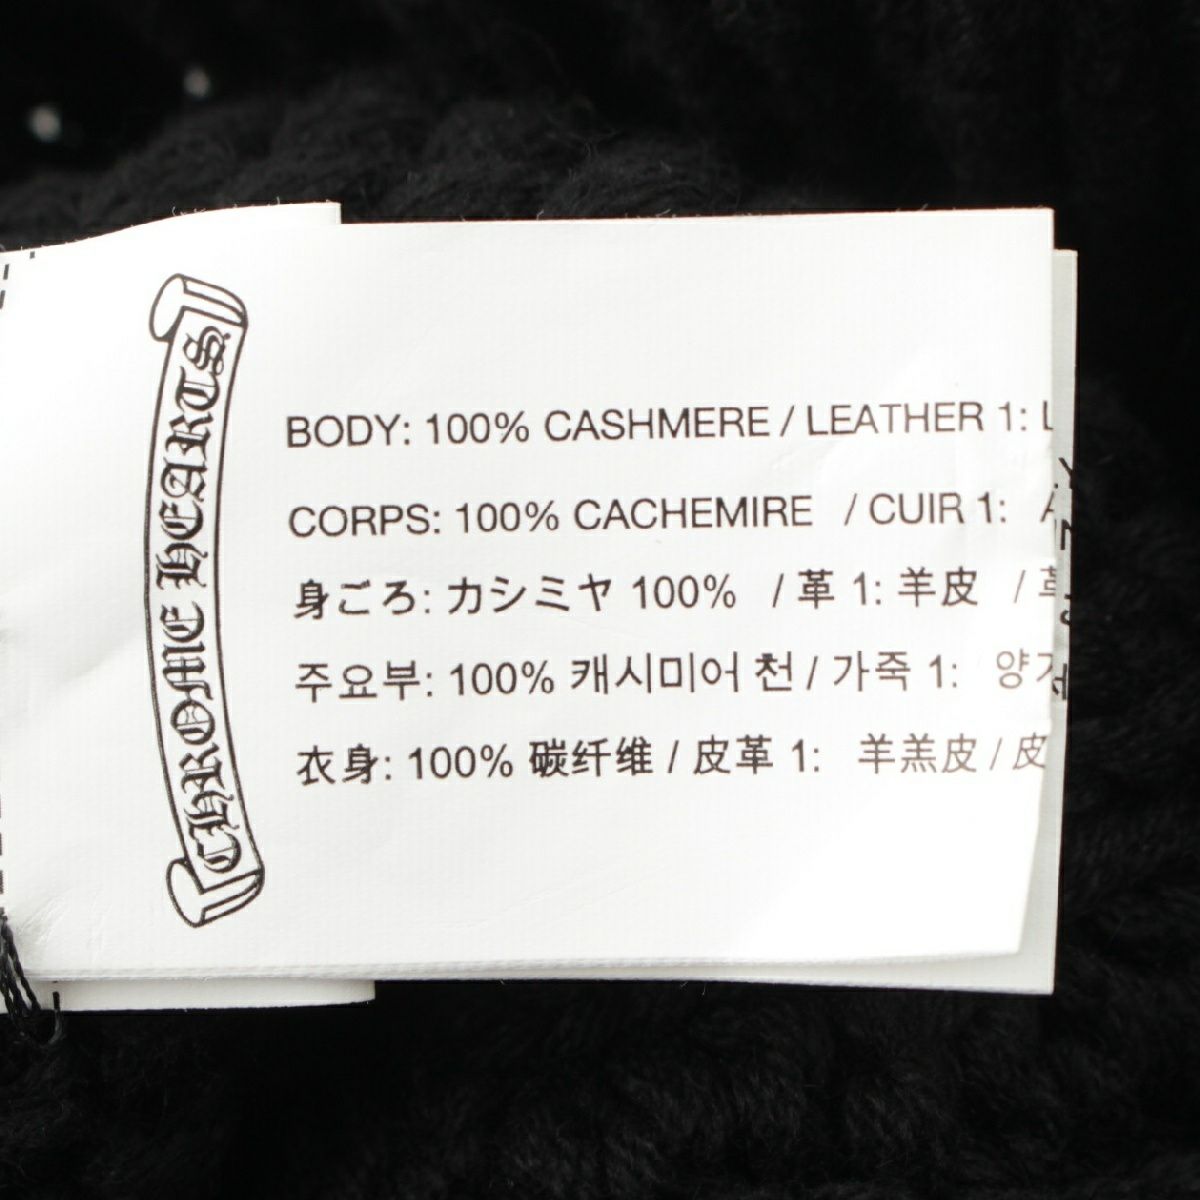 CHROME HEARTS
BODY: 100% CASHMERE / LEATHER 1:
CORPS: 100% CACHEMIRE / CUIR 1:
身ごろ: カシミヤ 100% / 革 1: 羊皮 /
주요부: 100% 캐시미어 천 / 가죽 1:
衣身: 100% 碳纤维 / 皮革 1: 羊羔皮 / 皮